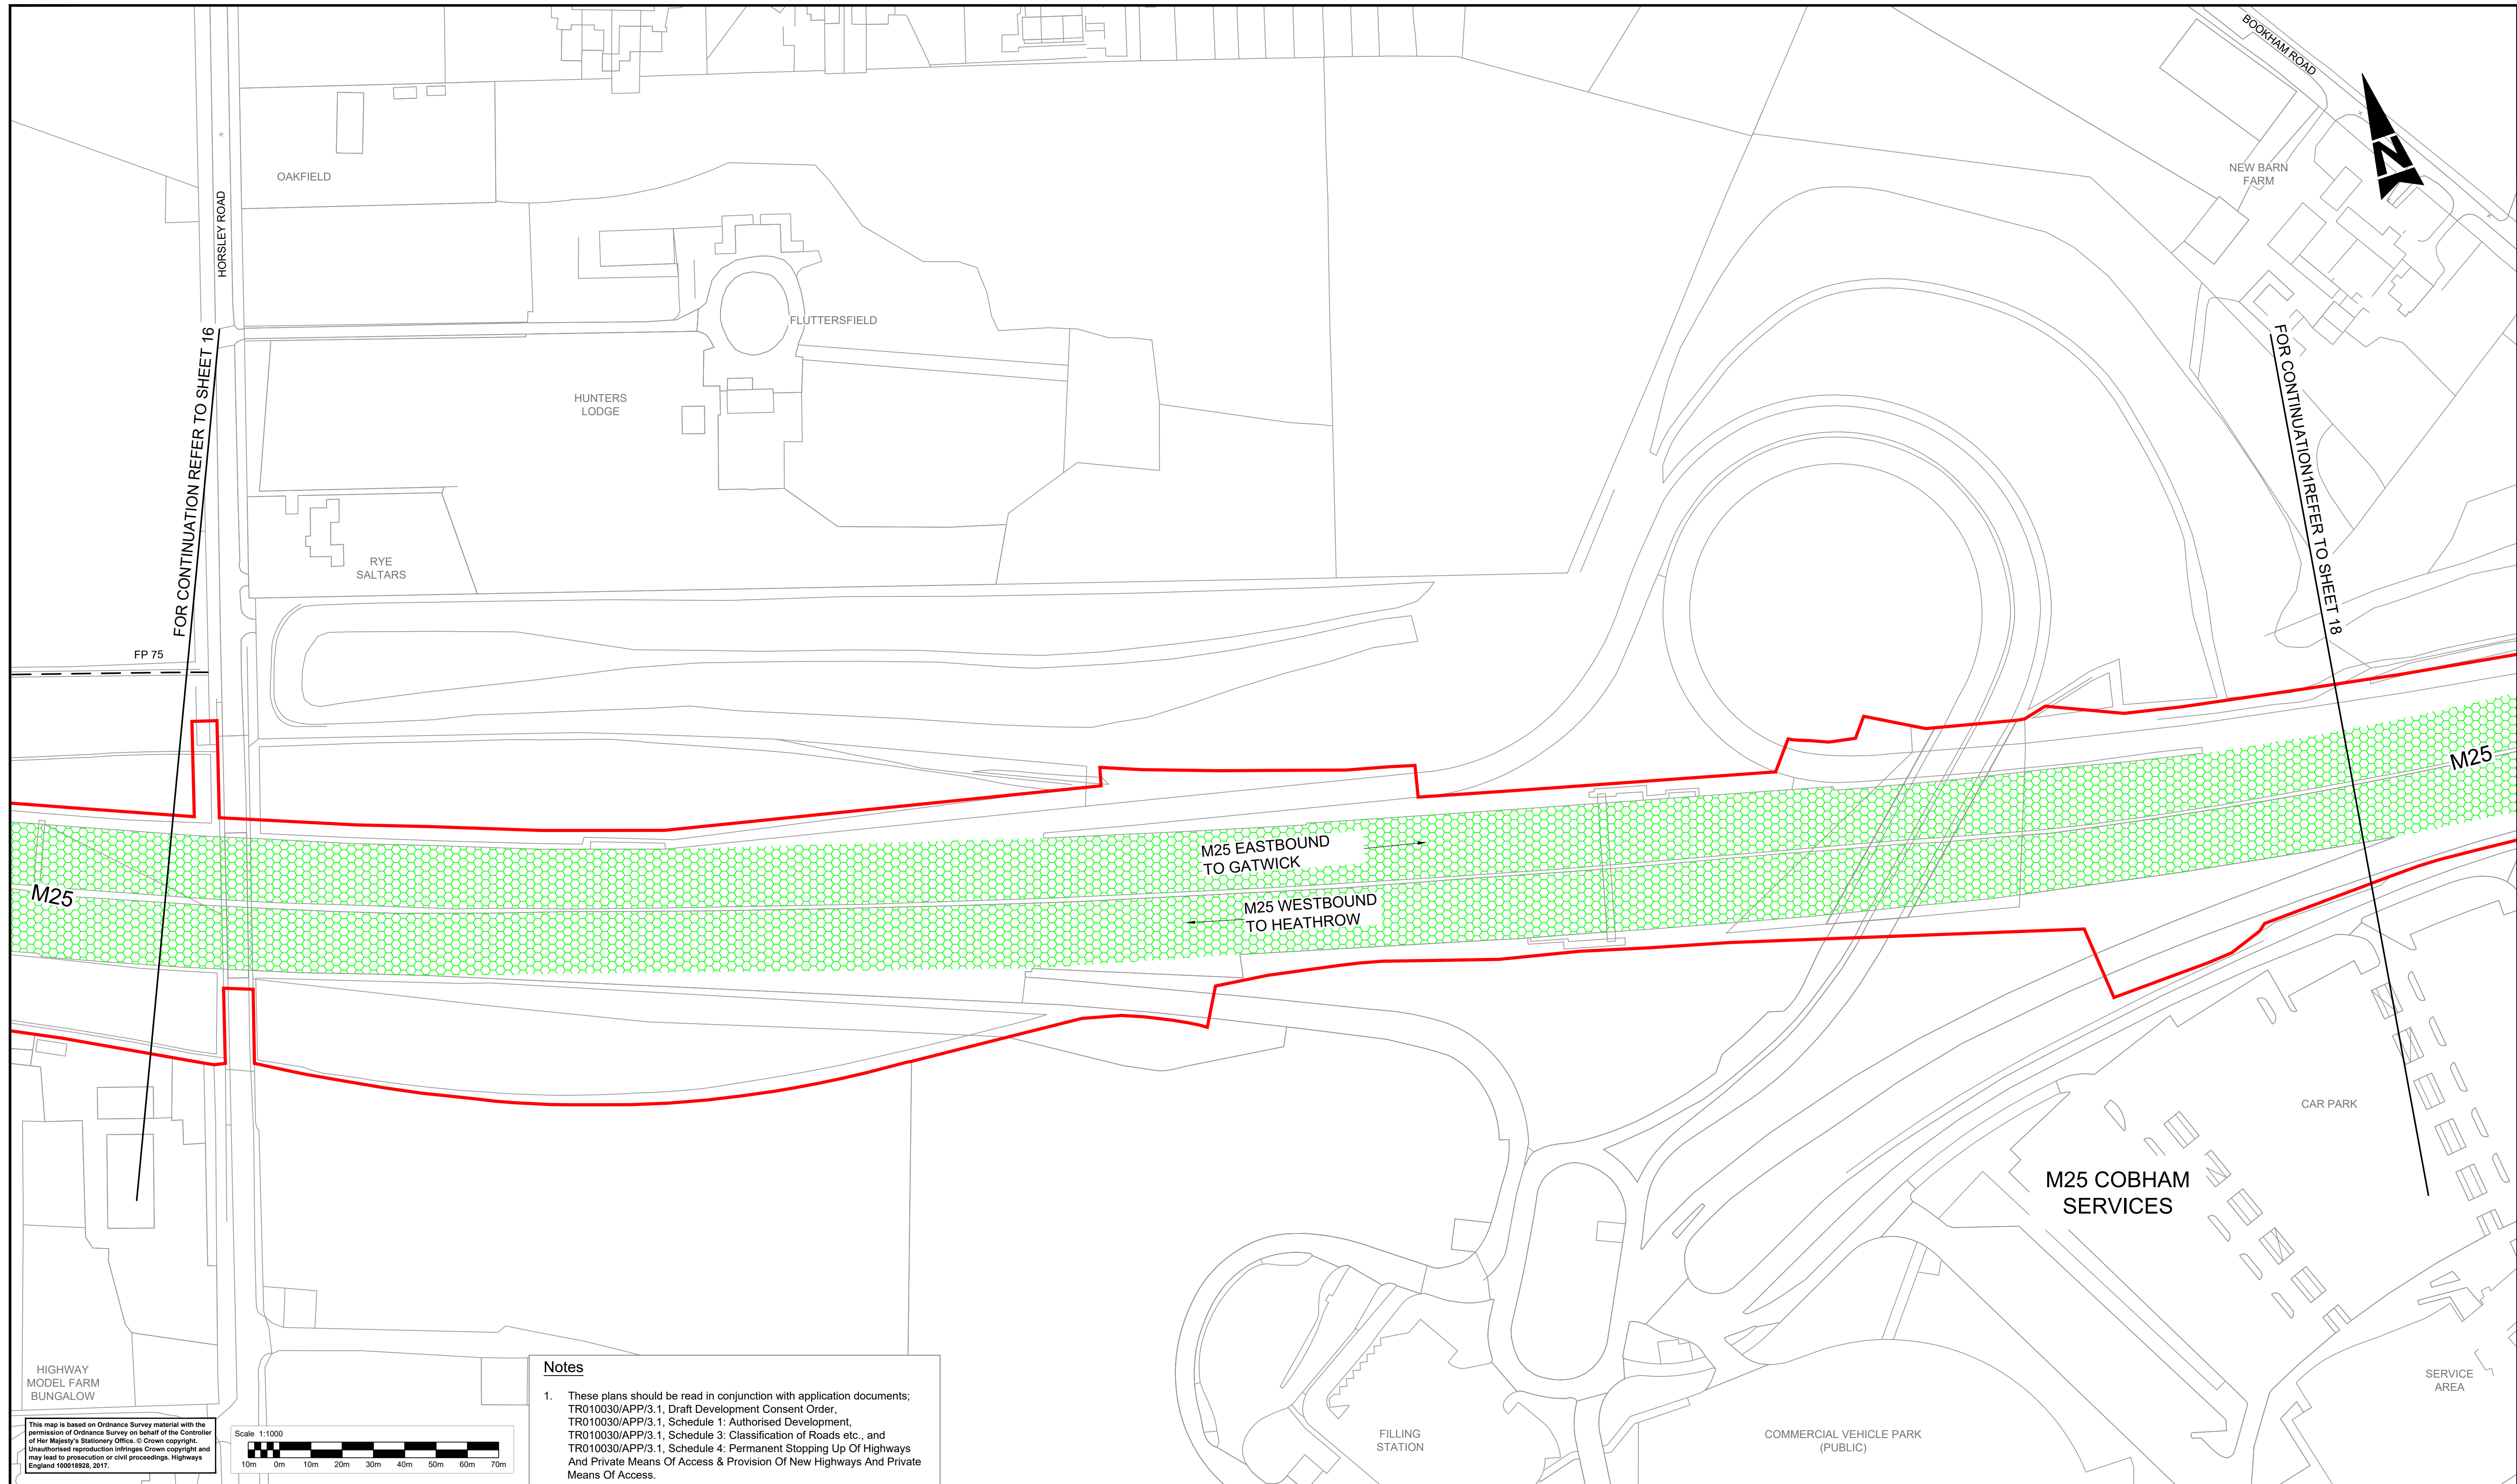 BOOKHAM ROAD
N
NEW BARN
FARM
OAKFIELD
HORSLEY ROAD
FLUTTERSFIELD
FOR CONTINUATION REFER TO SHEET 16
FOR CONTINUATION1REFER TO SHEET 18
HUNTERS
LODGE
RYE
SALTARS
FP 75
M25
M25 EASTBOUND
TO GATWICK
M25
M25 WESTBOUND
TO HEATHROW
CAR PARK
M25 COBHAM
SERVICES
HIGHWAY
MODEL FARM
BUNGALOW
SERVICE
AREA
FILLING
STATION
COMMERCIAL VEHICLE PARK
(PUBLIC)
This map is based on Ordnance Survey material with the
permission of Ordnance Survey on behalf of the Controller
of Her Majesty's Stationery Office. © Crown copyright.
Unauthorised reproduction infringes Crown copyright and
may lead to prosecution or civil proceedings. Highways
England 100018928, 2017.
Scale 1:1000
10m 0m 10m 20m 30m 40m 50m 60m 70m
Notes
1. These plans should be read in conjunction with application documents;
TR010030/APP/3.1, Draft Development Consent Order,
TR010030/APP/3.1, Schedule 1: Authorised Development,
TR010030/APP/3.1, Schedule 3: Classification of Roads etc., and
TR010030/APP/3.1, Schedule 4: Permanent Stopping Up Of Highways
And Private Means Of Access & Provision Of New Highways And Private
Means Of Access.